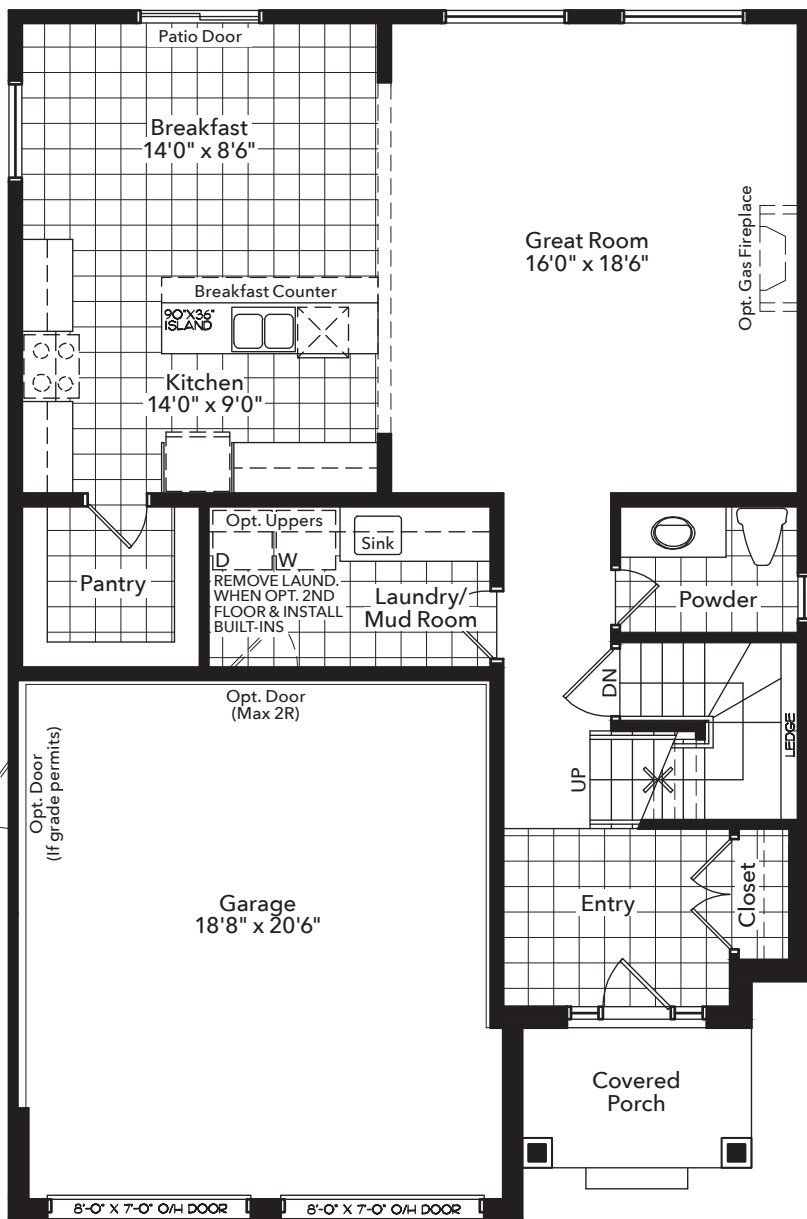 Patio Door
Breakfast
14'0" x 8'6"
Great Room
16'0" x 18'6"
Opt. Gas Fireplace
Breakfast Counter
90"X36"
ISLAND
Kitchen
14'0" x 9'0"
Opt. Uppers
Sink
D W
Pantry
REMOVE LAUND.
WHEN OPT. 2ND
FLOOR & INSTALL
BUILT-INS
Laundry/
Mud Room
Powder
DN
LEDGE
UP
Opt. Door
(Max 2R)
Opt. Door
(If grade permits)
Garage
18'8" x 20'6"
Entry
Closet
Covered
Porch
8'-0" X 7'-0" O/H DOOR
8'-0" X 7'-0" O/H DOOR